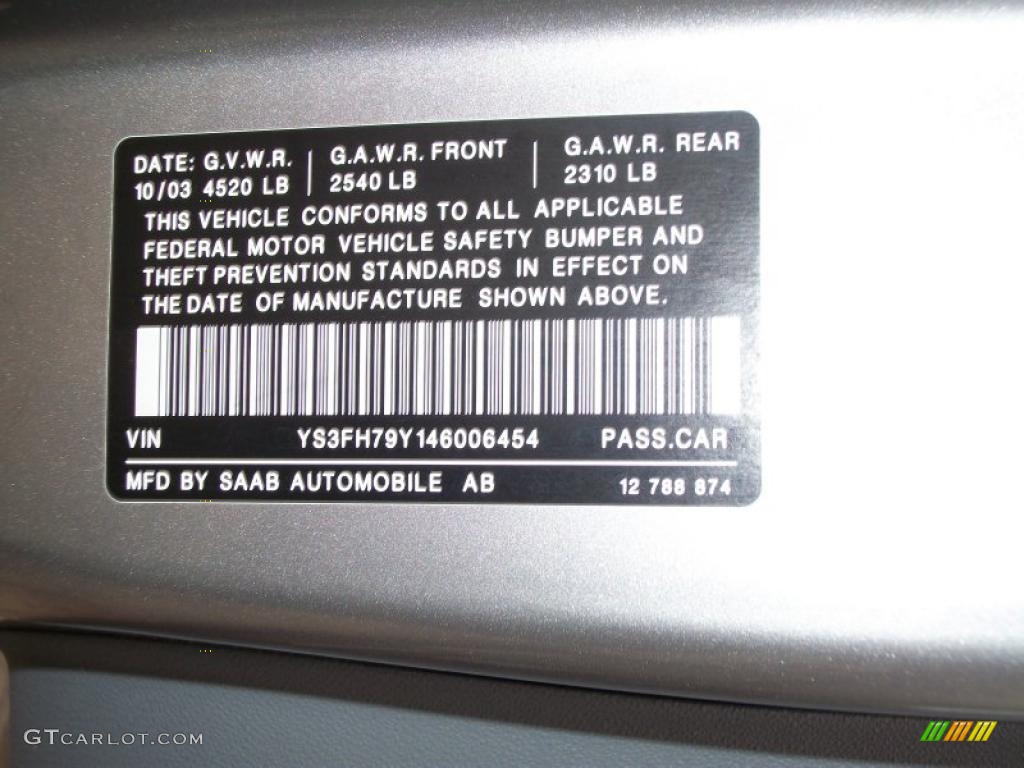 DATE: G.V.W.R. G.A.W.R. FRONT G.A.W.R. REAR
10/03 4520 LB 2540 LB 2310 LB
THIS VEHICLE CONFORMS TO ALL APPLICABLE
FEDERAL MOTOR VEHICLE SAFETY BUMPER AND
THEFT PREVENTION STANDARDS IN EFFECT ON
THE DATE OF MANUFACTURE SHOWN ABOVE.
VIN YS3FH79Y146006454 PASS.CAR
MFD BY SAAB AUTOMOBILE AB 12 788 874
GTCARLOT.COM